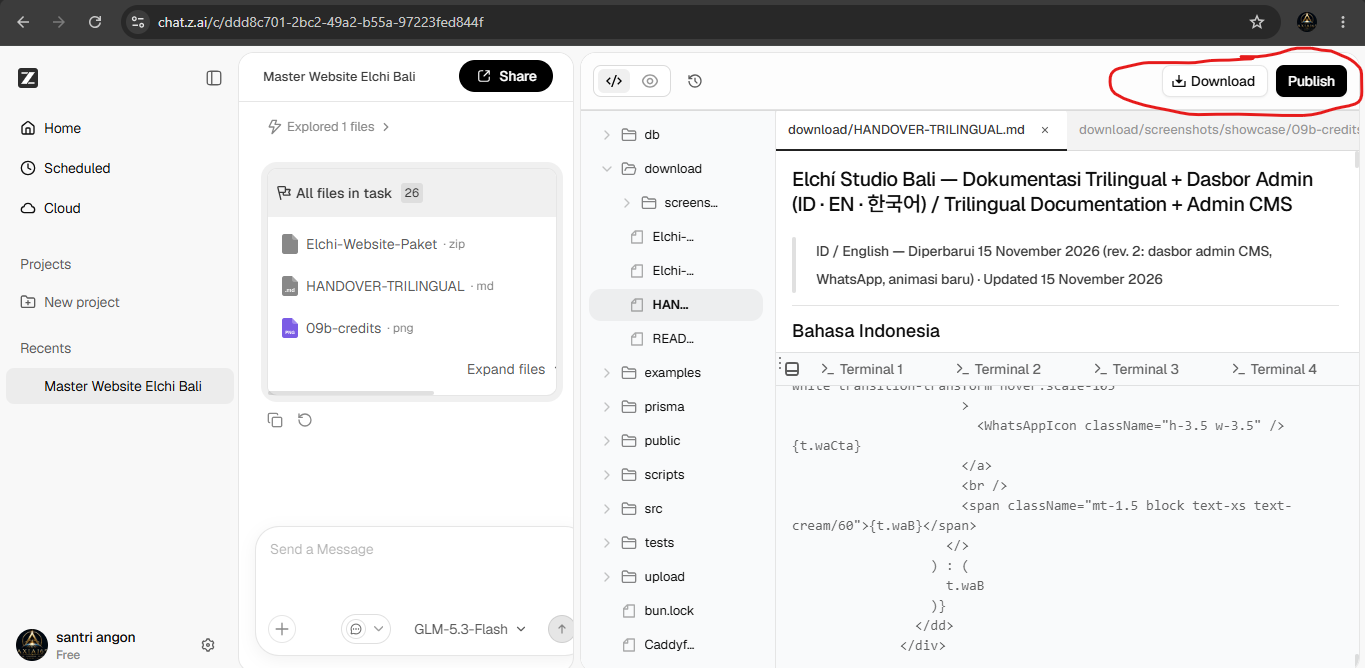 chat.z.ai/c/ddd8c701-2bc2-49a2-b55a-97223fed844f
Z
Home
Scheduled
Cloud
Projects
New project
Recents
Master Website Elchi Bali
santri angon
Free
Master Website Elchi Bali
Share
Explored 1 files
All files in task 26
Elchi-Website-Paket · zip
HANDOVER-TRILINGUAL · md
09b-credits · png
Expand files
Send a Message
GLM-5.3-Flash
Download
Publish
db
download
screens...
Elchi-...
Elchi-...
HAN...
READ...
examples
prisma
public
scripts
src
tests
upload
bun.lock
Caddyf...
download/HANDOVER-TRILINGUAL.md ×
download/screenshots/showcase/09b-credits
Elchí Studio Bali — Dokumentasi Trilingual + Dasbor Admin
(ID · EN · 한국어) / Trilingual Documentation + Admin CMS
ID / English — Diperbarui 15 November 2026 (rev. 2: dasbor admin CMS,
WhatsApp, animasi baru) · Updated 15 November 2026
Bahasa Indonesia
Terminal 1
Terminal 2
Terminal 3
Terminal 4
white transition-transform hover:scale-105
>
<WhatsAppIcon className="h-3.5 w-3.5" />
{t.waCta}
</a>
<br />
<span className="mt-1.5 block text-xs text-
cream/60">{t.waB}</span>
</>
) : (
t.waB
)}
</dd>
</div>